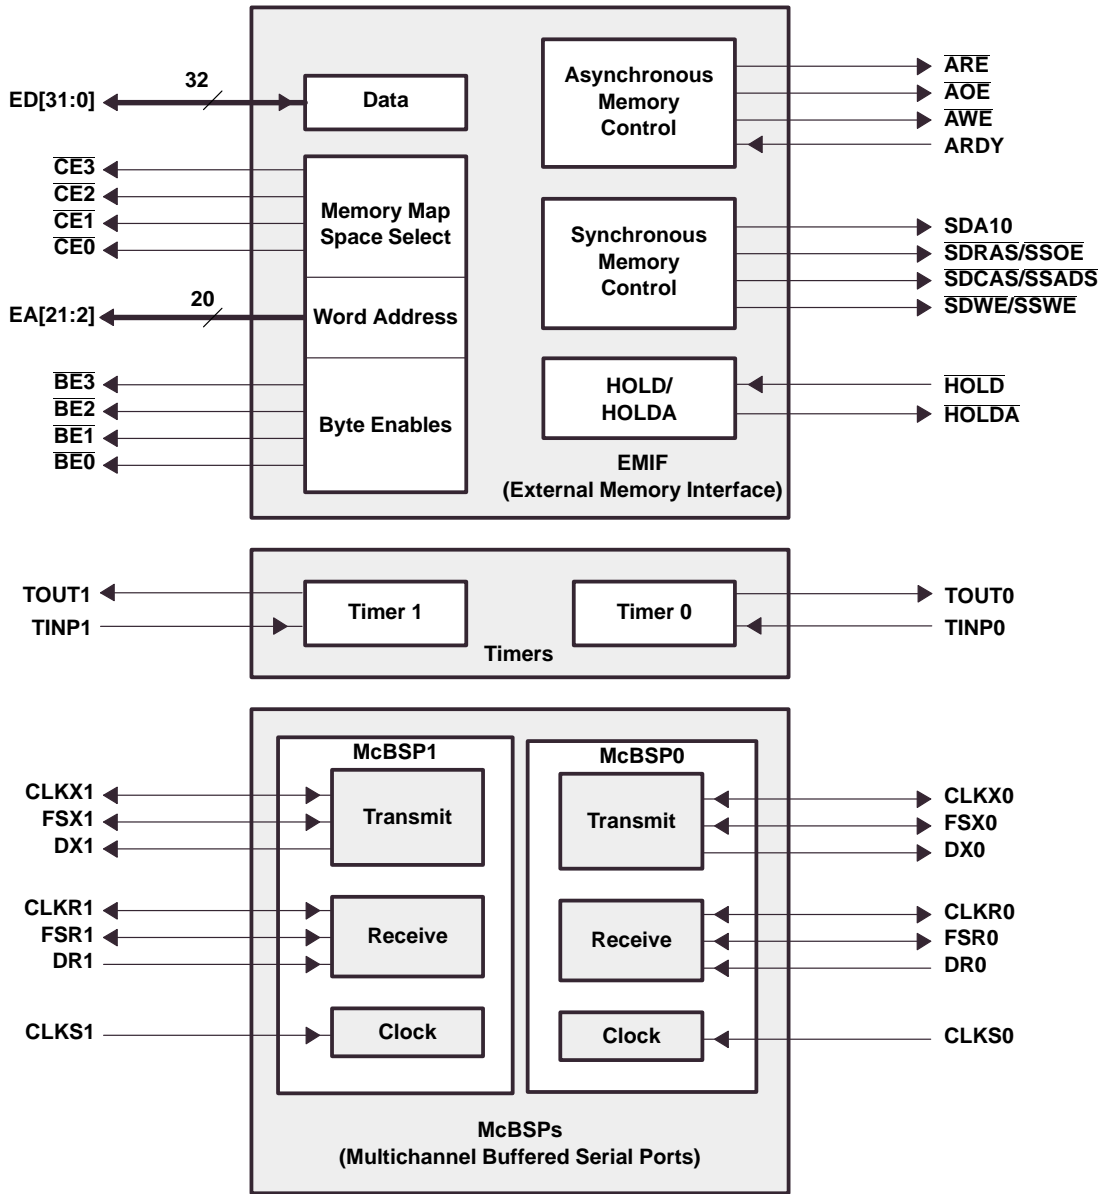 32
ED[31:0]
Data
CE3
CE2
CE1
CE0
Memory Map
Space Select
20
EA[21:2]
Word Address
BE3
BE2
BE1
BE0
Byte Enables
Asynchronous
Memory
Control
ARE
AOE
AWE
ARDY
Synchronous
Memory
Control
SDA10
SDRAS/SSOE
SDCAS/SSADS
SDWE/SSWE
HOLD/
HOLDA
HOLD
HOLDA
EMIF
(External Memory Interface)
TOUT1
TINP1
Timer 1
Timer 0
TOUT0
TINP0
Timers
McBSP1
CLKX1
FSX1
DX1
Transmit
CLKR1
FSR1
DR1
Receive
CLKS1
Clock
McBSP0
Transmit
CLKX0
FSX0
DX0
Receive
CLKR0
FSR0
DR0
Clock
CLKS0
McBSPs
(Multichannel Buffered Serial Ports)